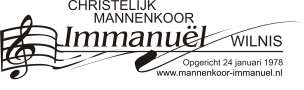 CHRISTELIJK
MANNENKOOR
Immanuël WILNIS
Opgericht 24 januari 1978
www.mannenkoor-immanuel.nl